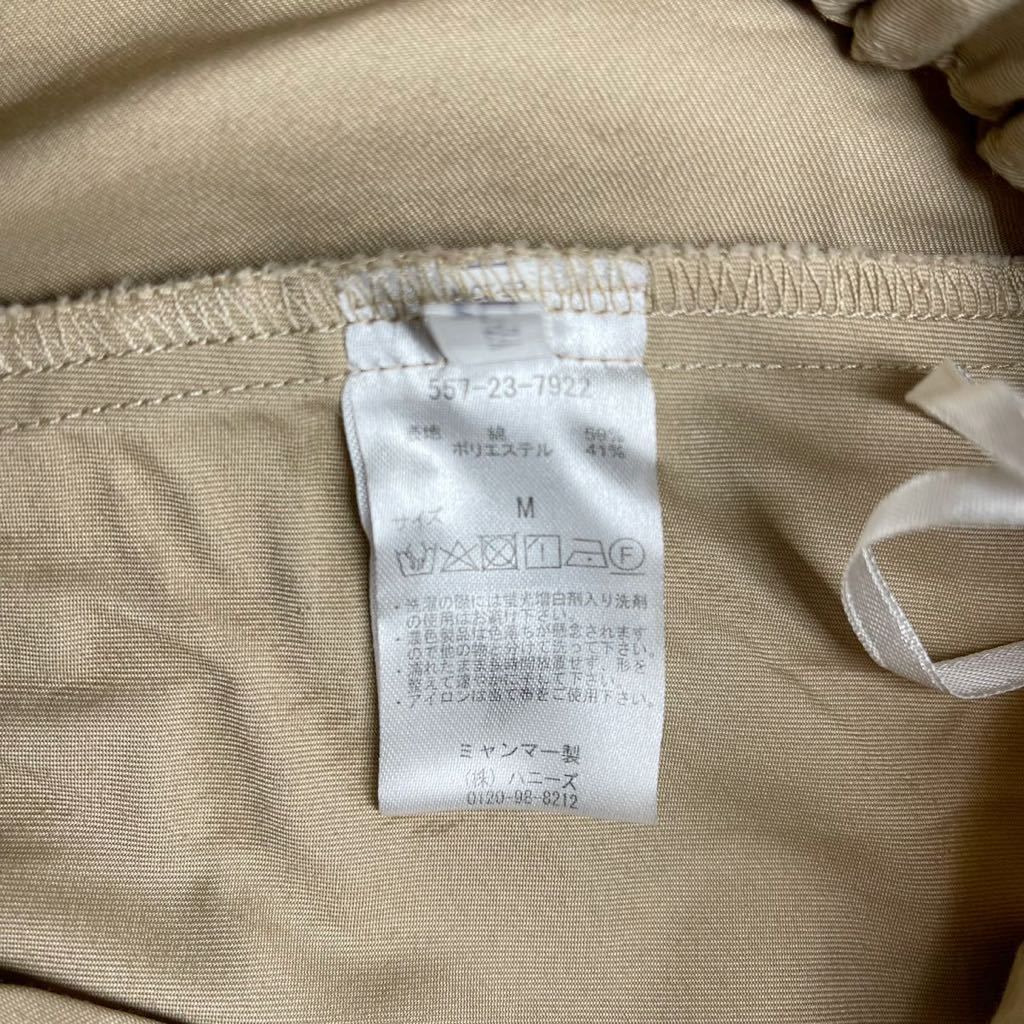 557-23-7922
表地 綿 59%
ポリエステル 41%
サイズ M
F
・洗濯の際には蛍光増白剤入り洗剤
の使用はお避け下さい。
・濃色製品は色落ちが懸念されます
ので他の物と分けて洗って下さい。
・濡れたまま長時間放置せず、形を
整えて速やかに干して下さい。
・アイロンは当て布をご使用下さい。
ミャンマー製
(株) ハニーズ
0120-98-8212